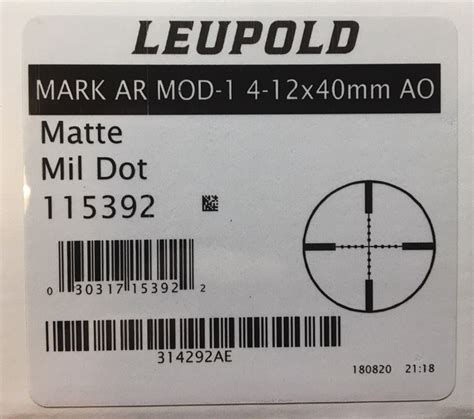 LEUPOLD
MARK AR MOD-1 4-12x40mm AO
Matte
Mil Dot
115392
0 30317 15392 2
314292AE
180820 21:18